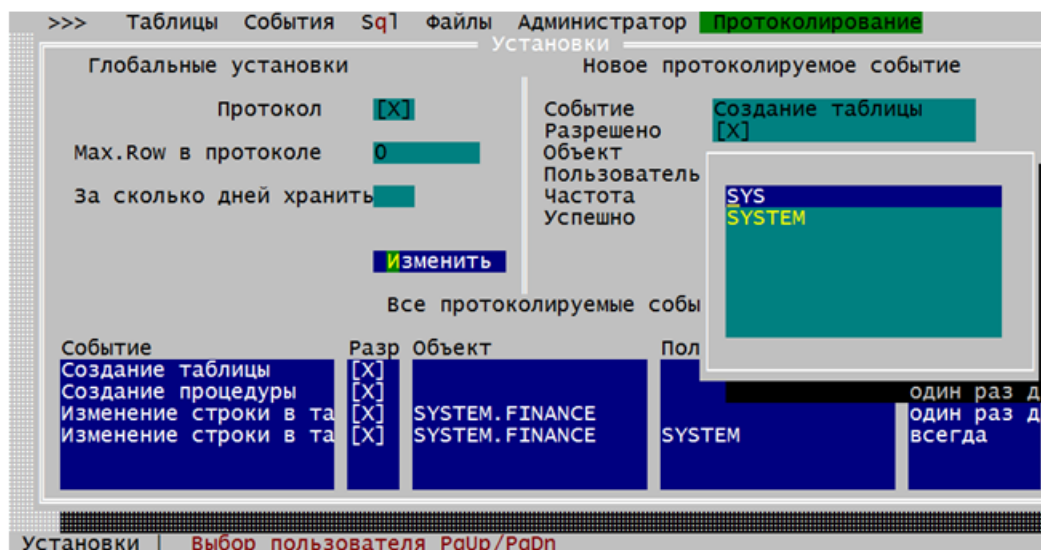 >>> Таблицы События Sql Файлы Администратор Протоколирование
Установки
Глобальные установки
Протокол [X]
Max.Row в протоколе 0
За сколько дней хранить
Изменить
Новое протоколируемое событие
Событие Создание таблицы
Разрешено [X]
Объект
Пользователь
Частота
Успешно
SYS
SYSTEM
Все протоколируемые собы
Событие Разр Объект Пол
Создание таблицы [X]
Создание процедуры [X] один раз д
Изменение строки в та [X] SYSTEM.FINANCE один раз д
Изменение строки в та [X] SYSTEM.FINANCE SYSTEM всегда
Установки | Выбор пользователя PgUp/PgDn